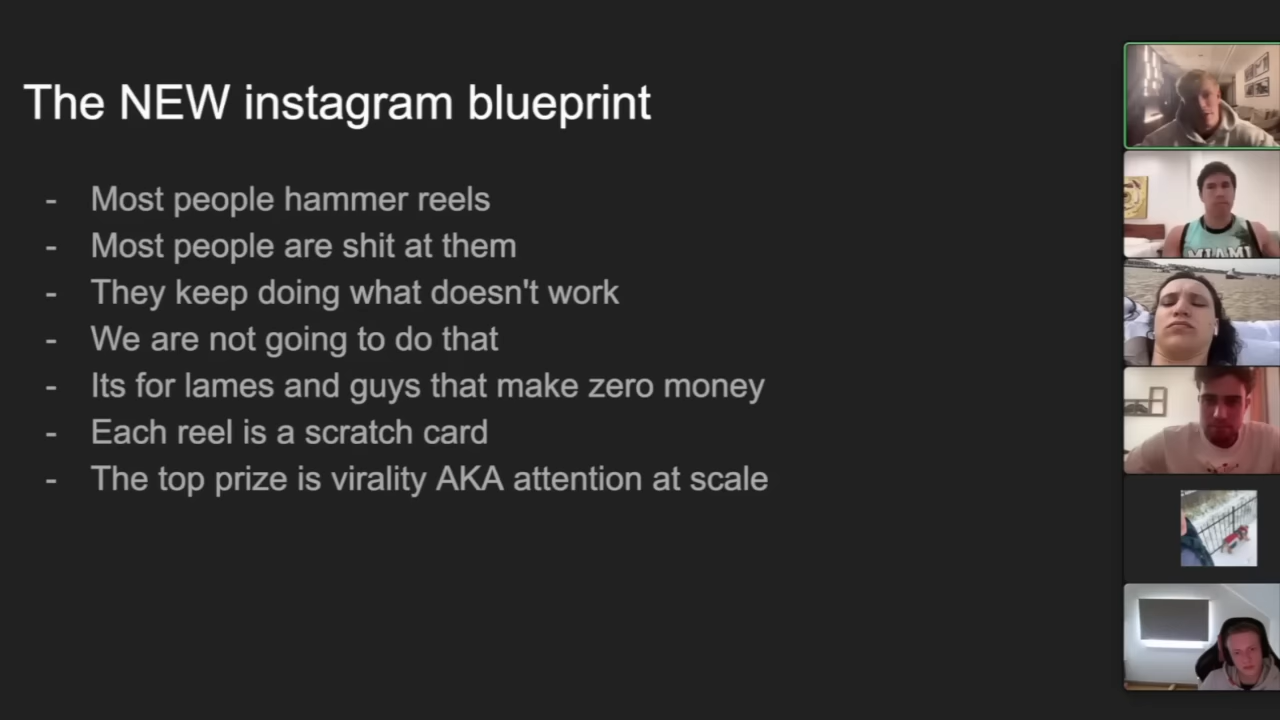 The NEW instagram blueprint
- Most people hammer reels
- Most people are shit at them
- They keep doing what doesn't work
- We are not going to do that
- Its for lames and guys that make zero money
- Each reel is a scratch card
- The top prize is virality AKA attention at scale
MIAMI